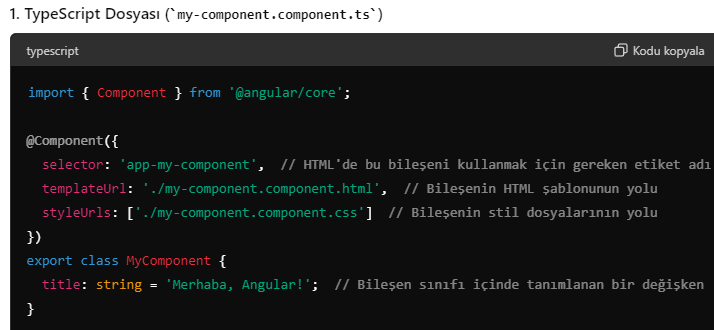 1. TypeScript Dosyası (`my-component.component.ts`)
typescript
Kodu kopyala
import { Component } from '@angular/core';
@Component({
  selector: 'app-my-component',  // HTML'de bu bileşeni kullanmak için gereken etiket adı
  templateUrl: './my-component.component.html',  // Bileşenin HTML şablonunun yolu
  styleUrls: ['./my-component.component.css']  // Bileşenin stil dosyalarının yolu
})
export class MyComponent {
  title: string = 'Merhaba, Angular!';  // Bileşen sınıfı içinde tanımlanan bir değişken
}